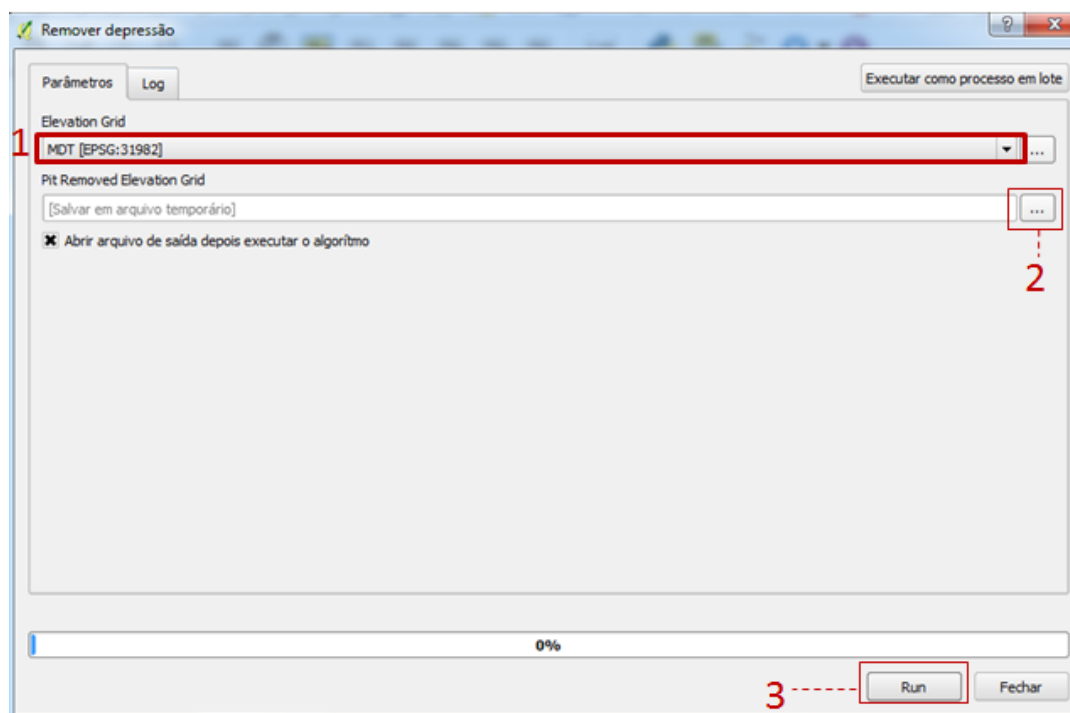 Remover depressão
?
Parâmetros Log Executar como processo em lote
Elevation Grid
1 MDT [EPSG:31982] ...
Pit Removed Elevation Grid
[Salvar em arquivo temporário] ...
Abrir arquivo de saída depois executar o algorítmo
2
0%
3 Run Fechar